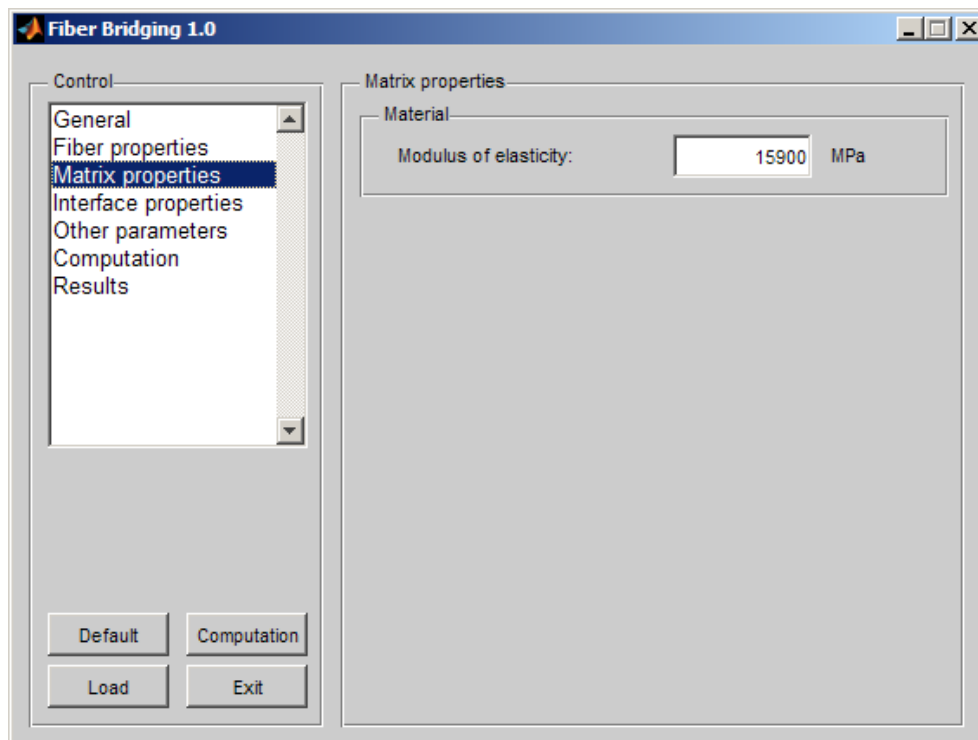 Fiber Bridging 1.0
Control
General
Fiber properties
Matrix properties
Interface properties
Other parameters
Computation
Results
Default
Computation
Load
Exit
Matrix properties
Material
Modulus of elasticity: 15900 MPa